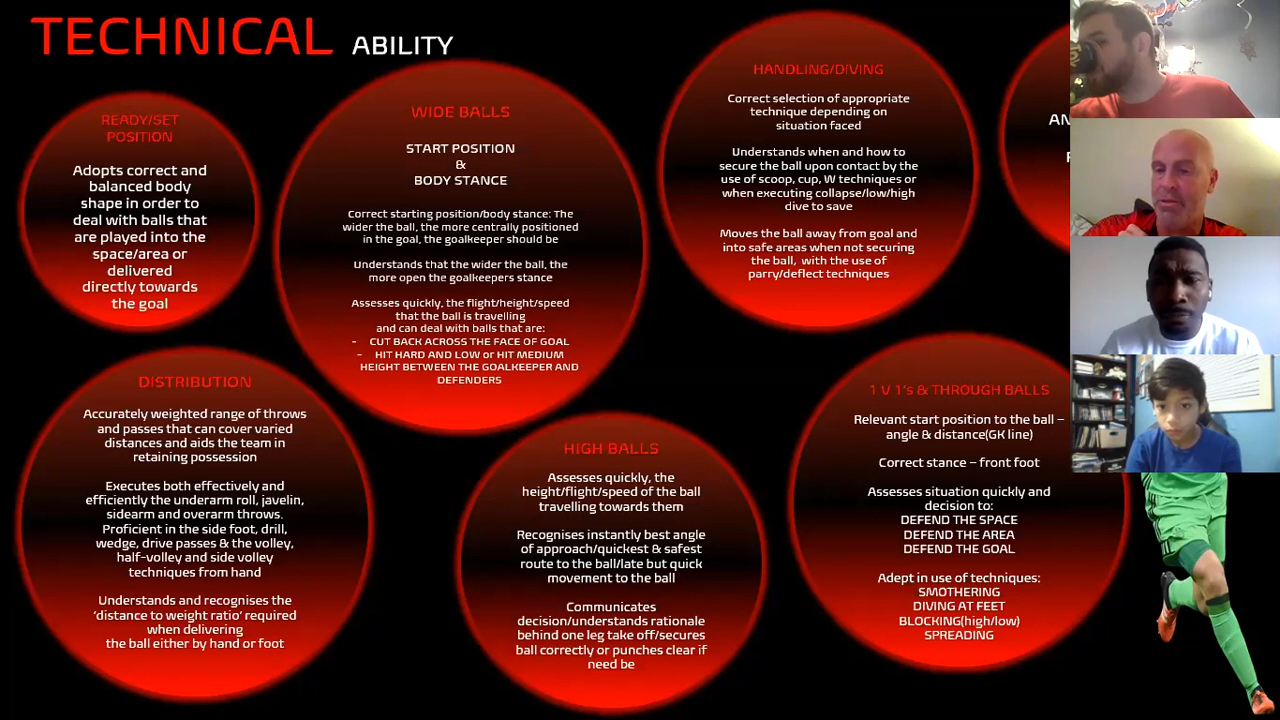 TECHNICAL ABILITY
READY/SET
POSITION
Adopts correct and
balanced body
shape in order to
deal with balls that
are played into the
space/area or
delivered
directly towards
the goal
WIDE BALLS
START POSITION
&
BODY STANCE
Correct starting position/body stance: The
wider the ball, the more centrally positioned
in the goal, the goalkeeper should be
Understands that the wider the ball, the
more open the goalkeepers stance
Assesses quickly, the flight/height/speed
that the ball is travelling
and can deal with balls that are:
- CUT BACK ACROSS THE FACE OF GOAL
- HIT HARD AND LOW or HIT MEDIUM
HEIGHT BETWEEN THE GOALKEEPER AND
DEFENDERS
HANDLING/DIVING
Correct selection of appropriate
technique depending on
situation faced
Understands when and how to
secure the ball upon contact by the
use of scoop, cup, W techniques or
when executing collapse/low/high
dive to save
Moves the ball away from goal and
into safe areas when not securing
the ball, with the use of
parry/deflect techniques
DISTRIBUTION
Accurately weighted range of throws
and passes that can cover varied
distances and aids the team in
retaining possession
Executes both effectively and
efficiently the underarm roll, javelin,
sidearm and overarm throws.
Proficient in the side foot, drill,
wedge, drive passes & the volley,
half-volley and side volley
techniques from hand
Understands and recognises the
'distance to weight ratio' required
when delivering
the ball either by hand or foot
HIGH BALLS
Assesses quickly, the
height/flight/speed of the ball
travelling towards them
Recognises instantly best angle
of approach/quickest & safest
route to the ball/late but quick
movement to the ball
Communicates
decision/understands rationale
behind one leg take off/secures
ball correctly or punches clear if
need be
1 V 1's & THROUGH BALLS
Relevant start position to the ball –
angle & distance(GK line)
Correct stance – front foot
Assesses situation quickly and
decision to:
DEFEND THE SPACE
DEFEND THE AREA
DEFEND THE GOAL
Adept in use of techniques:
SMOTHERING
DIVING AT FEET
BLOCKING(high/low)
SPREADING